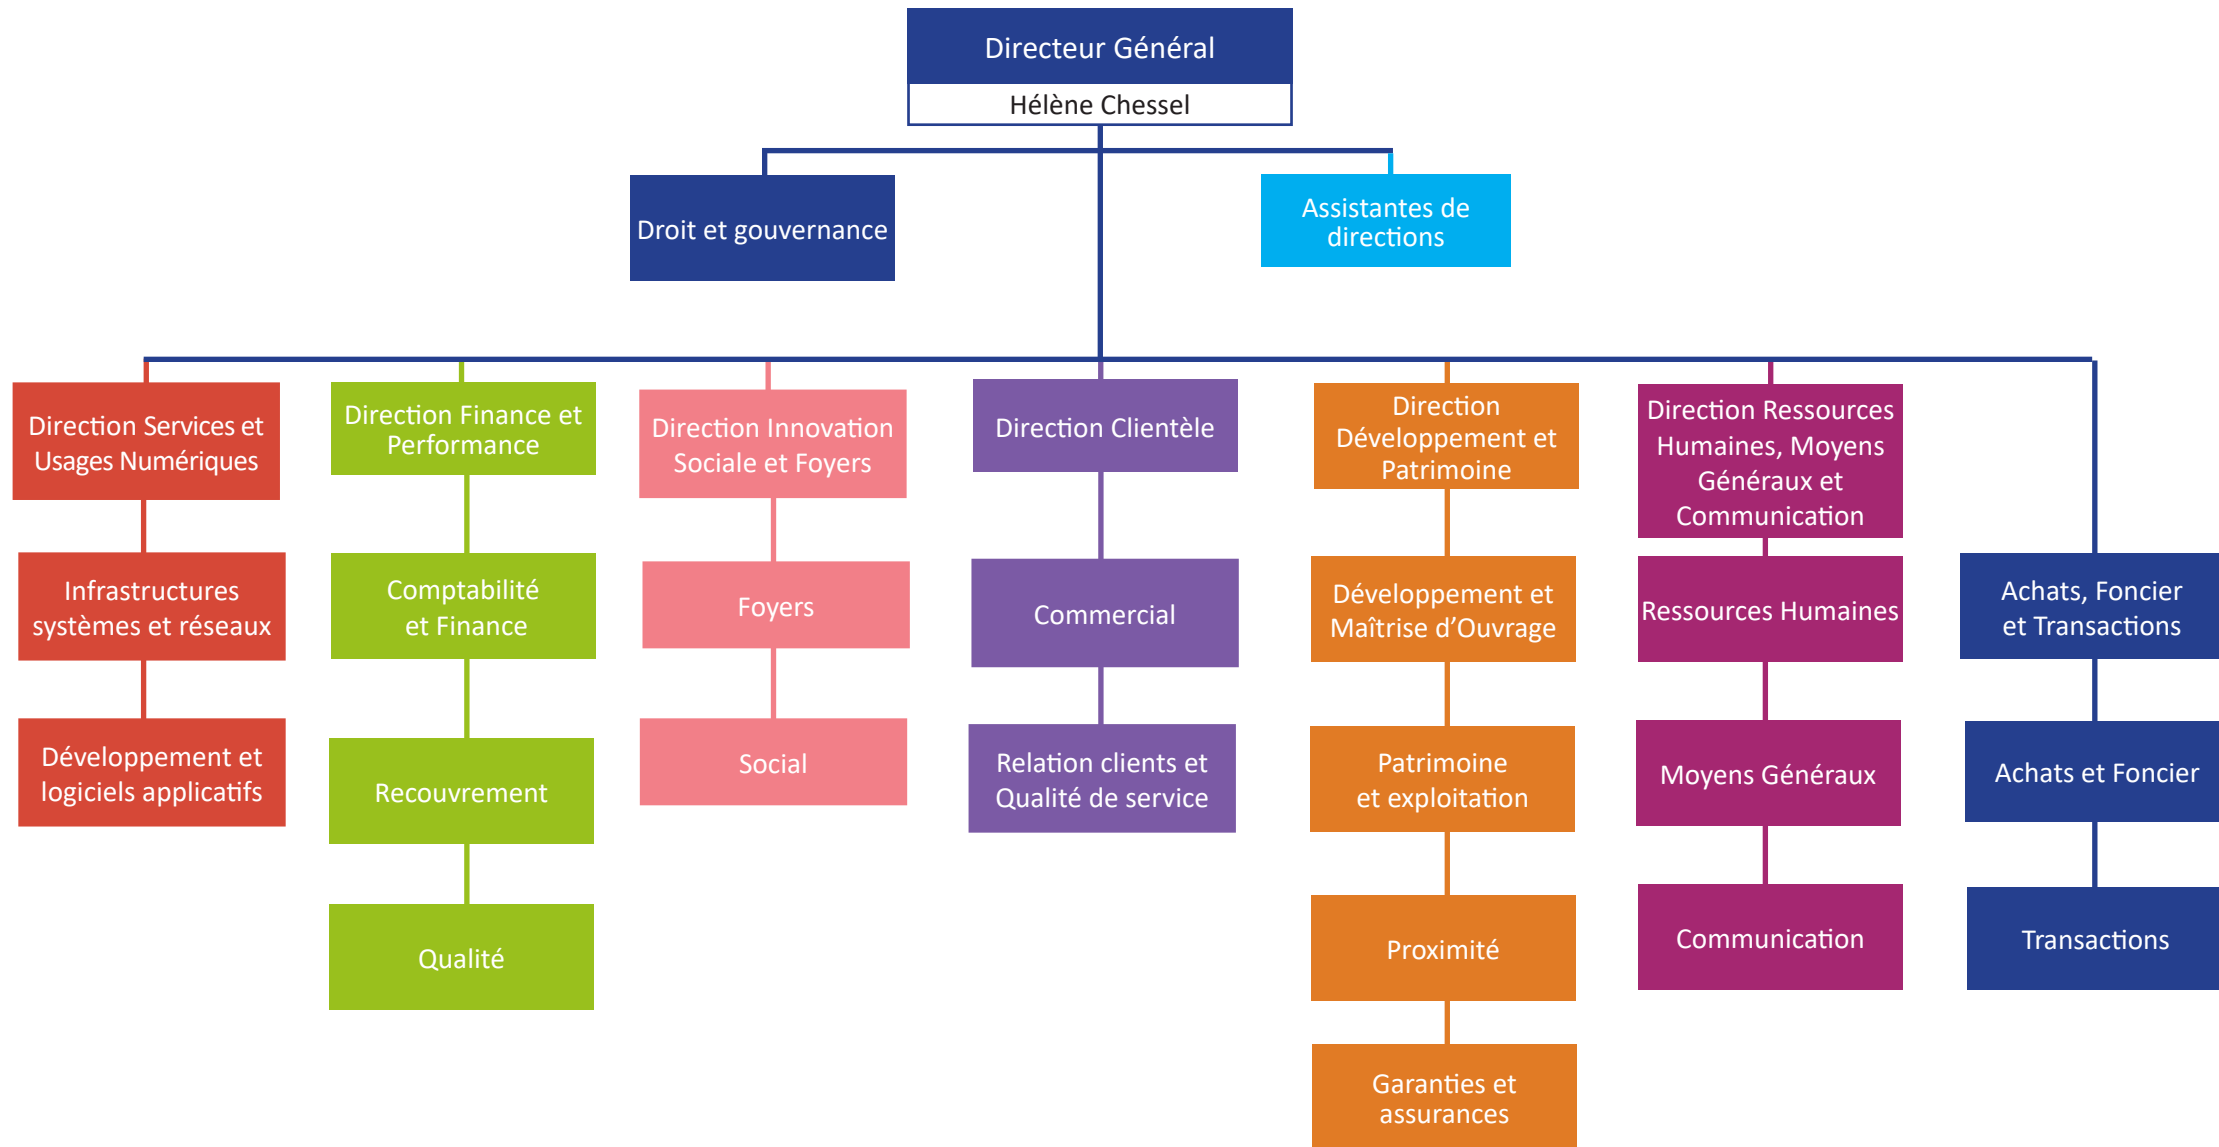 Directeur Général
Hélène Chessel
Droit et gouvernance
Assistantes de
directions
Direction Services et
Usages Numériques
Infrastructures
systèmes et réseaux
Développement et
logiciels applicatifs
Direction Finance et
Performance
Comptabilité
et Finance
Recouvrement
Qualité
Direction Innovation
Sociale et Foyers
Foyers
Social
Direction Clientèle
Commercial
Relation clients et
Qualité de service
Direction
Développement et
Patrimoine
Développement et
Maîtrise d’Ouvrage
Patrimoine
et exploitation
Proximité
Garanties et
assurances
Direction Ressources
Humaines, Moyens
Généraux et
Communication
Ressources Humaines
Moyens Généraux
Communication
Achats, Foncier
et Transactions
Achats et Foncier
Transactions